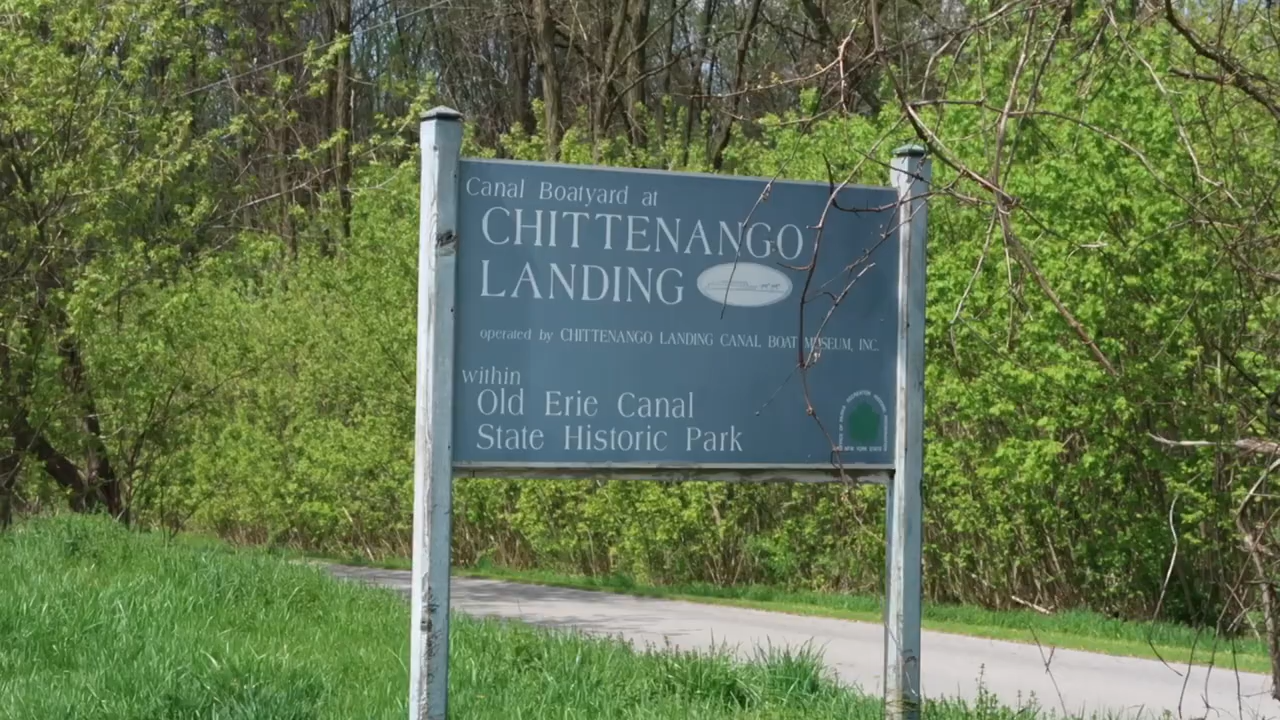 Canal Boatyard at
CHITTENANGO
LANDING
operated by CHITTENANGO LANDING CANAL BOAT MUSEUM, INC.
within
Old Erie Canal
State Historic Park